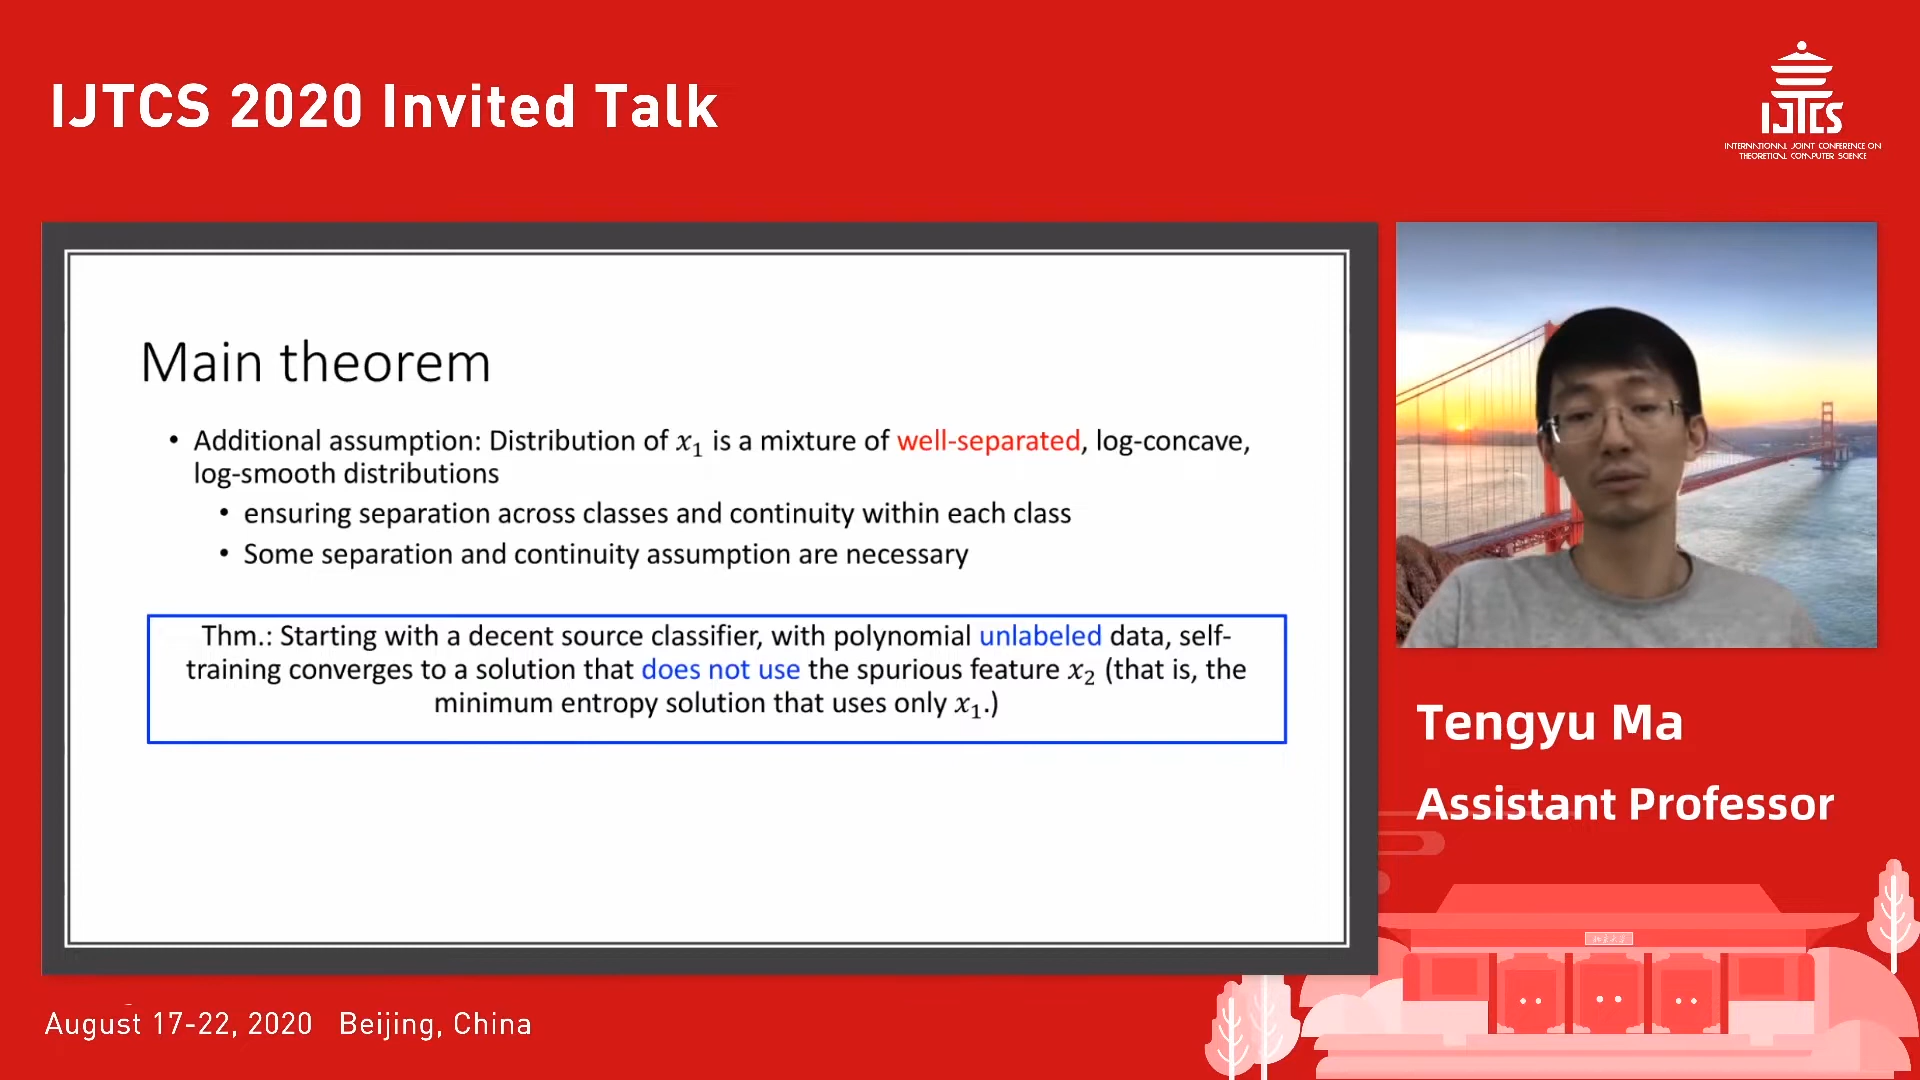 IJTCS 2020 Invited Talk
IJTCS
INTERNATIONAL JOINT CONFERENCE ON
THEORETICAL COMPUTER SCIENCE
Main theorem
• Additional assumption: Distribution of x₁ is a mixture of well-separated, log-concave,
log-smooth distributions
• ensuring separation across classes and continuity within each class
• Some separation and continuity assumption are necessary
Thm.: Starting with a decent source classifier, with polynomial unlabeled data, self-
training converges to a solution that does not use the spurious feature x₂ (that is, the
minimum entropy solution that uses only x₁.)
Tengyu Ma
Assistant Professor
August 17-22, 2020 Beijing, China